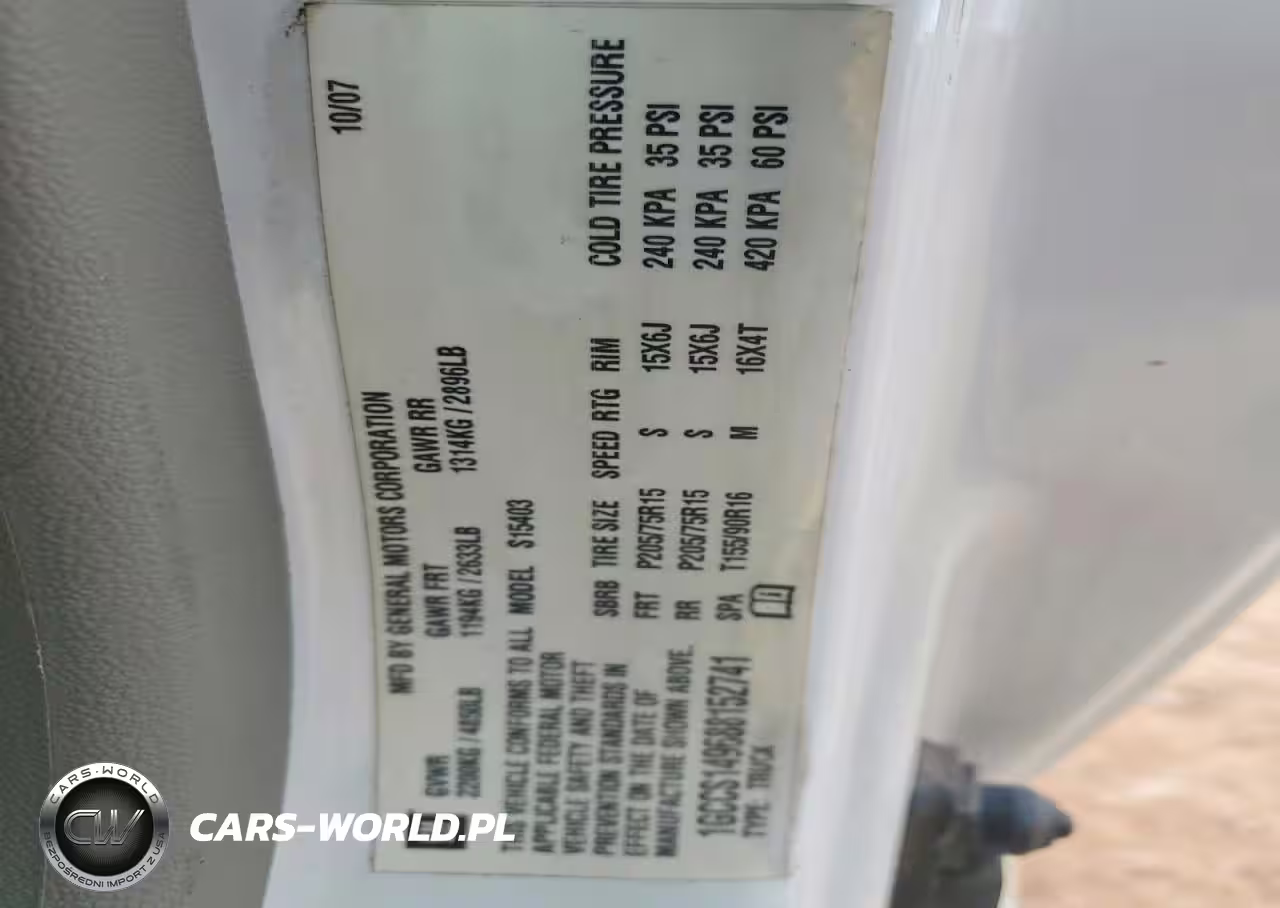 10/07
MFD BY GENERAL MOTORS CORPORATION
GVWR GAWR FRT GAWR RR
2200KG / 4850LB 1194KG / 2633LB 1314KG / 2896LB
THIS VEHICLE CONFORMS TO ALL MODEL S15403
APPLICABLE FEDERAL MOTOR
VEHICLE SAFETY AND THEFT
PREVENTION STANDARDS IN
EFFECT ON THE DATE OF
MANUFACTURE SHOWN ABOVE.
1GCCS149688152741
TYPE: TRUCK
SBRB TIRE SIZE SPEED RTG RIM COLD TIRE PRESSURE
FRT P205/75R15 S 15X6J 240 KPA 35 PSI
RR P205/75R15 S 15X6J 240 KPA 35 PSI
SPA T155/90R16 M 16X4T 420 KPA 60 PSI
CARS-WORLD
CW
BEZPOŚREDNI IMPORT Z USA
CARS-WORLD.PL